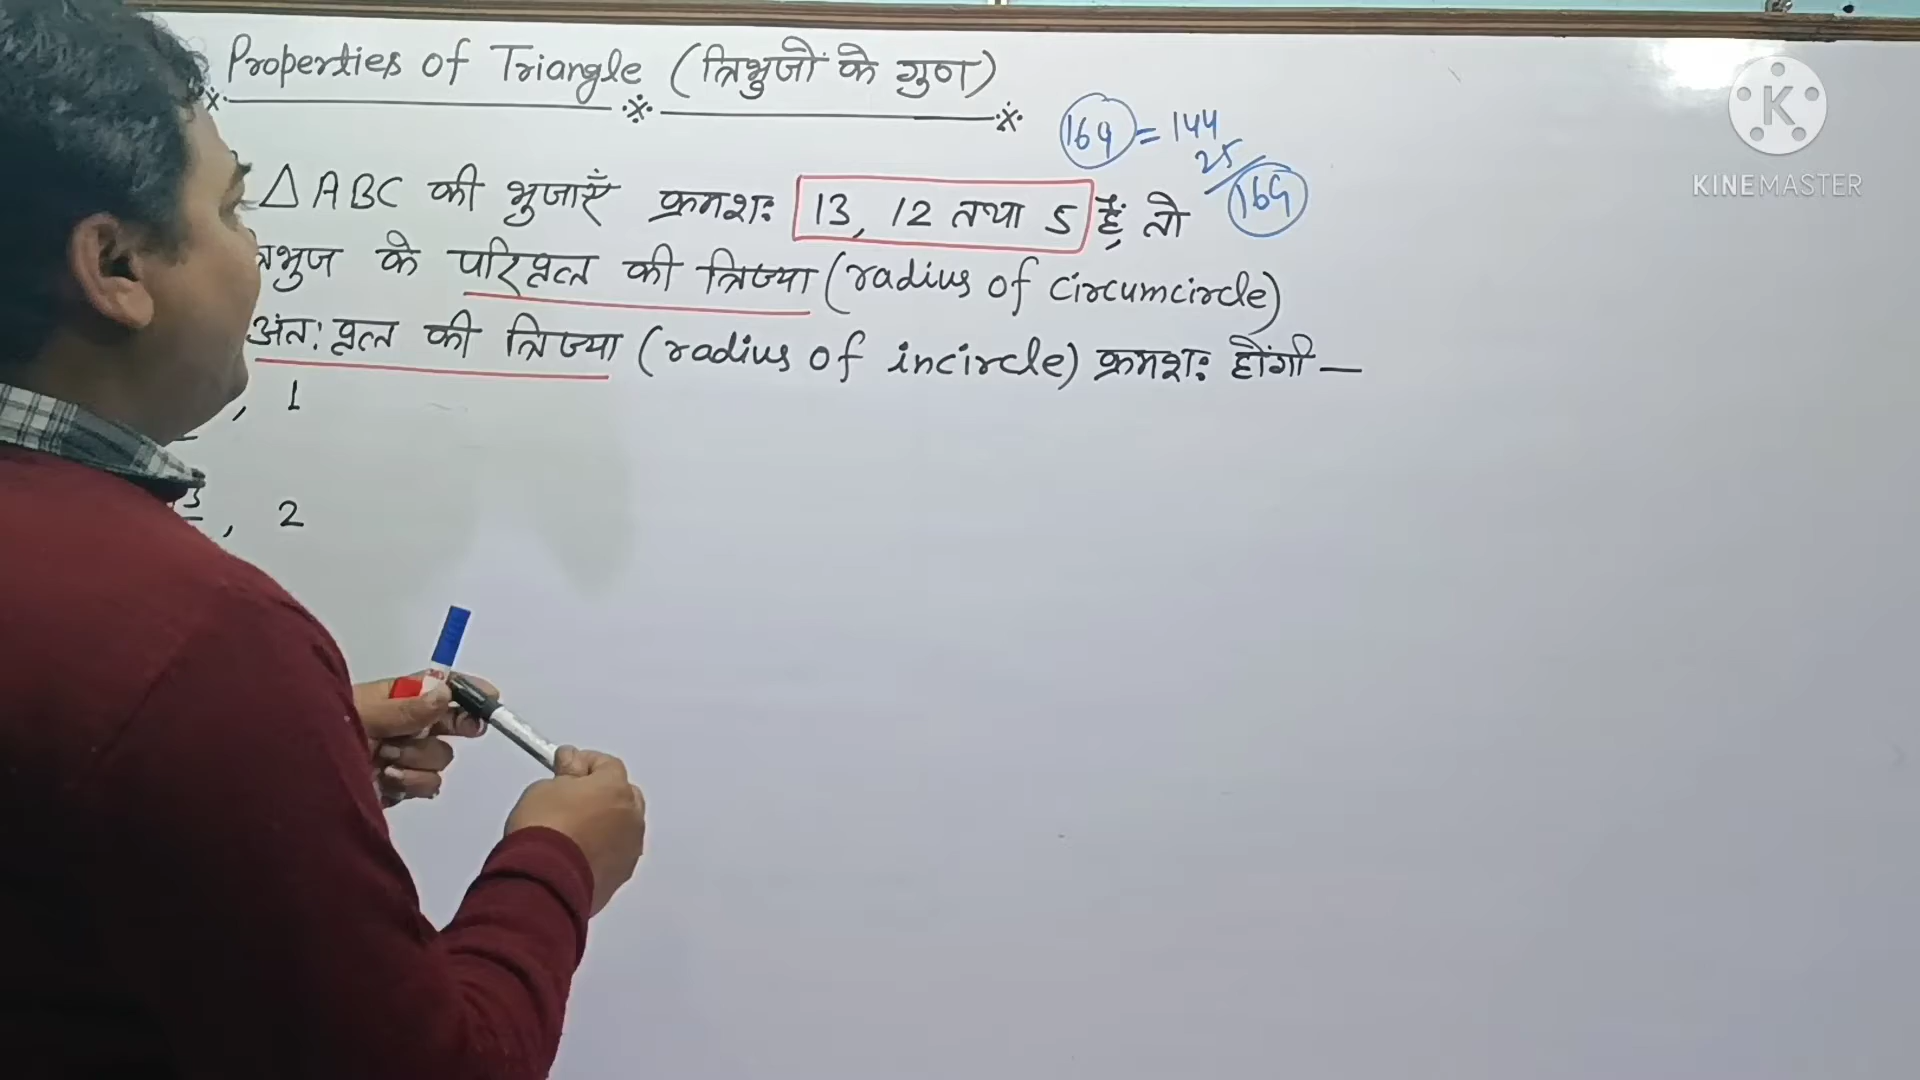 Properties of Triangle (त्रिभुजों के गुण)
169 = 144
25
169
△ ABC की भुजाएँ क्रमशः 13, 12 तथा 5 हैं, तो
के परिवृत्त की त्रिज्या (radius of circumcircle)
अंतः वृत्त की त्रिज्या (radius of incircle) क्रमशः होंगी —
, 1
, 2
K
KINEMASTER